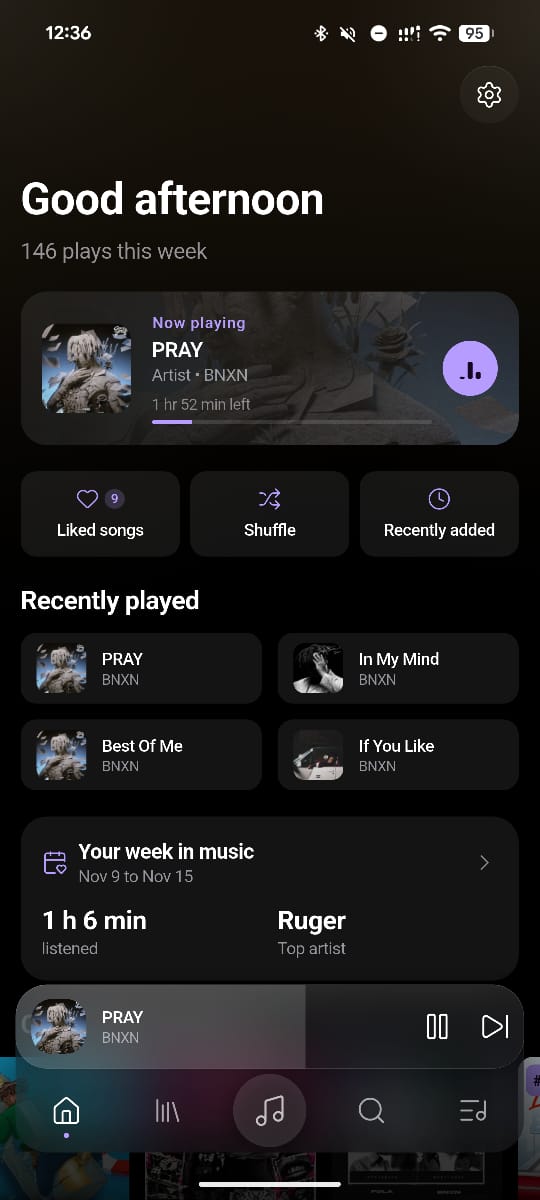 12:36
95
Good afternoon
146 plays this week
Now playing
PRAY
Artist • BNXN
1 hr 52 min left
9
Liked songs
Shuffle
Recently added
Recently played
PRAY
BNXN
In My Mind
BNXN
Best Of Me
BNXN
If You Like
BNXN
Your week in music
Nov 9 to Nov 15
1 h 6 min
listened
Ruger
Top artist
PRAY
BNXN
#